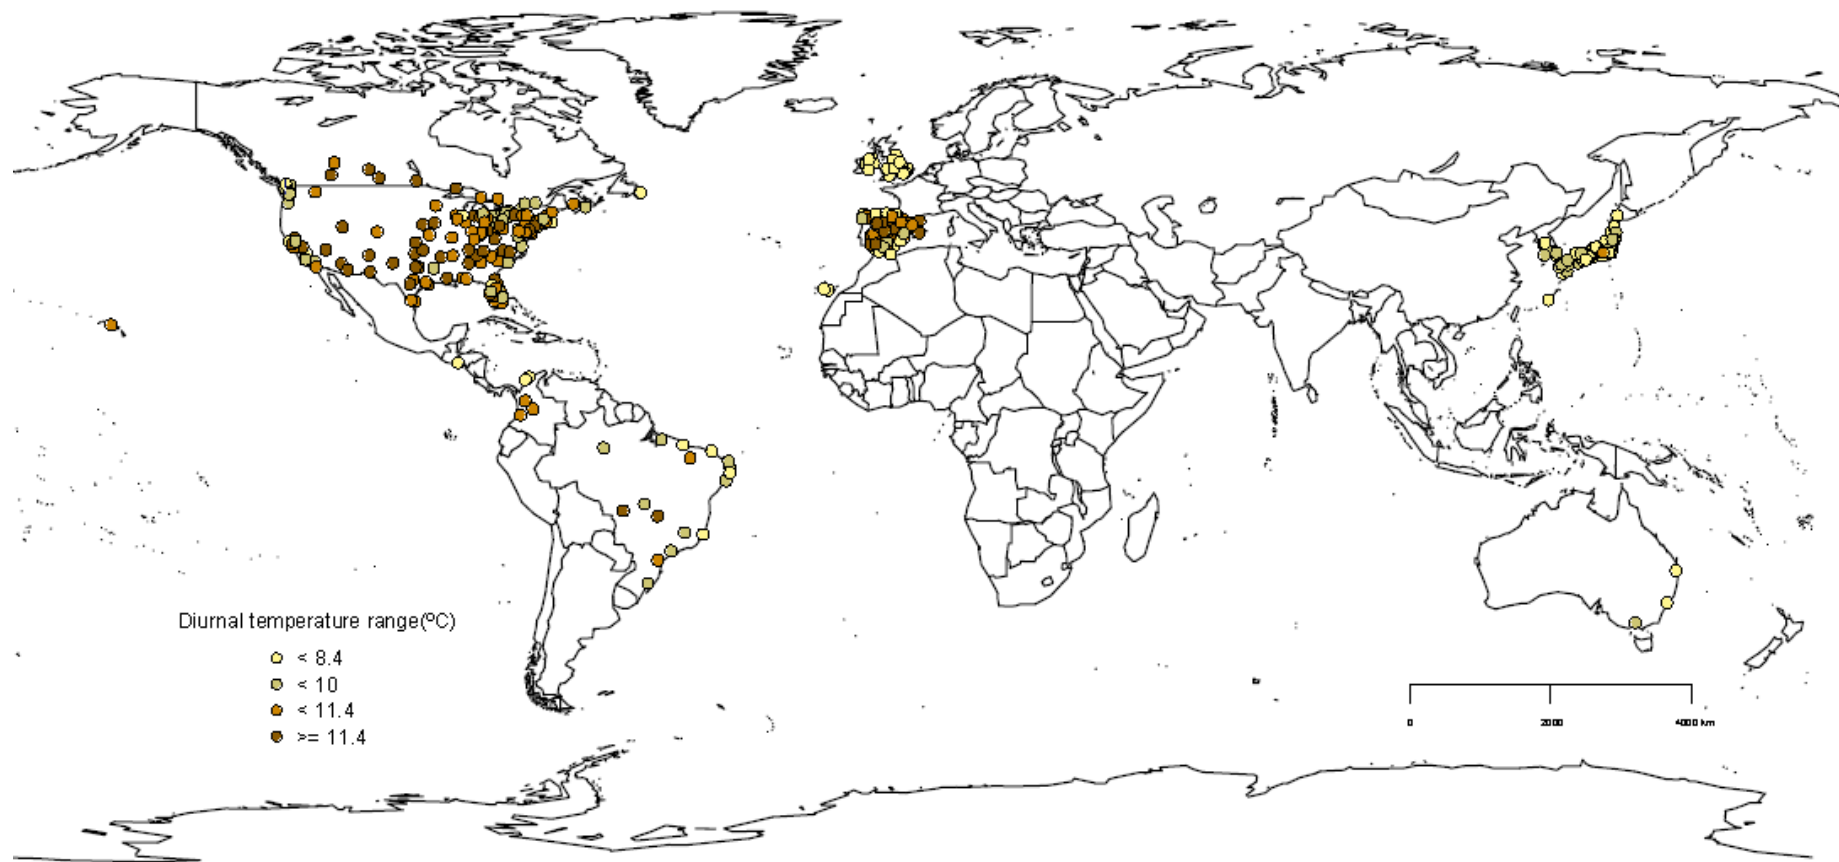 Diurnal temperature range(ºC)
< 8.4
< 10
< 11.4
>= 11.4
0 2000 4000 km